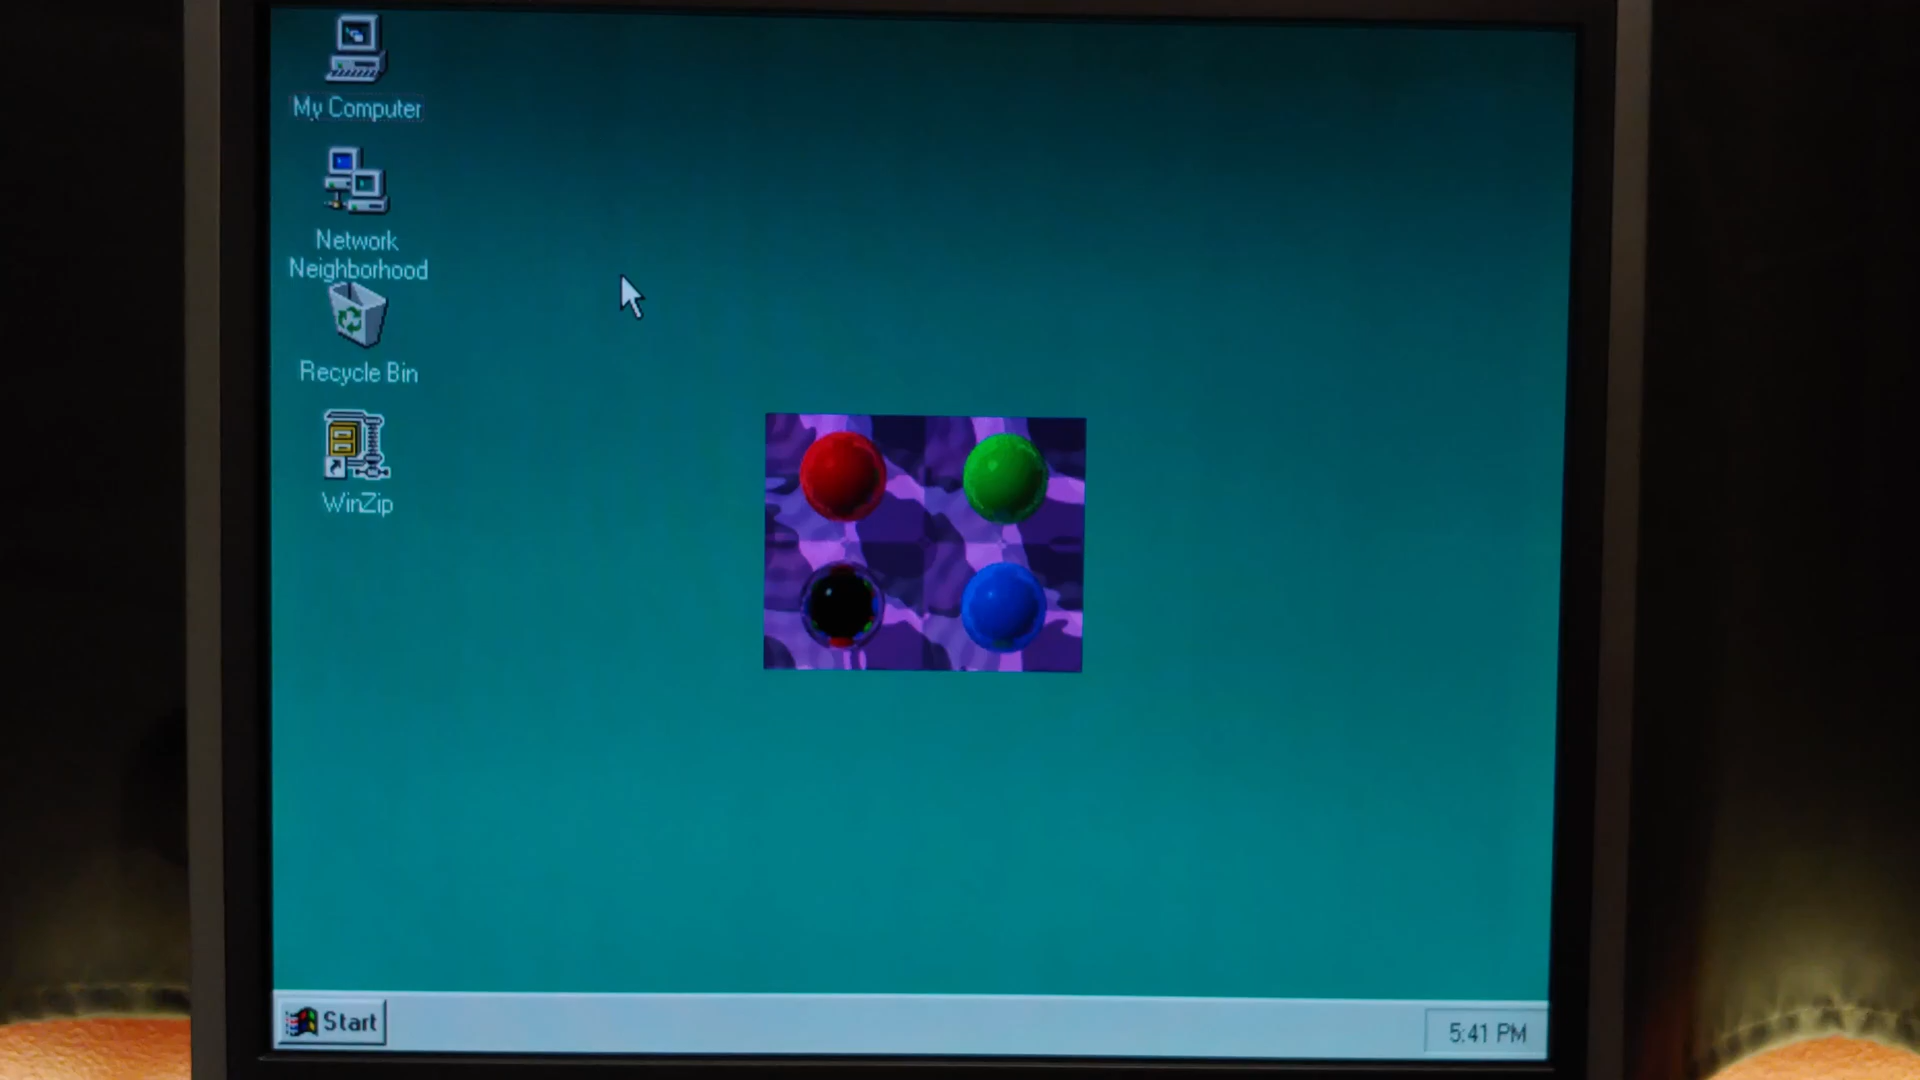 My Computer
Network
Neighborhood
Recycle Bin
WinZip
Start
5:41 PM